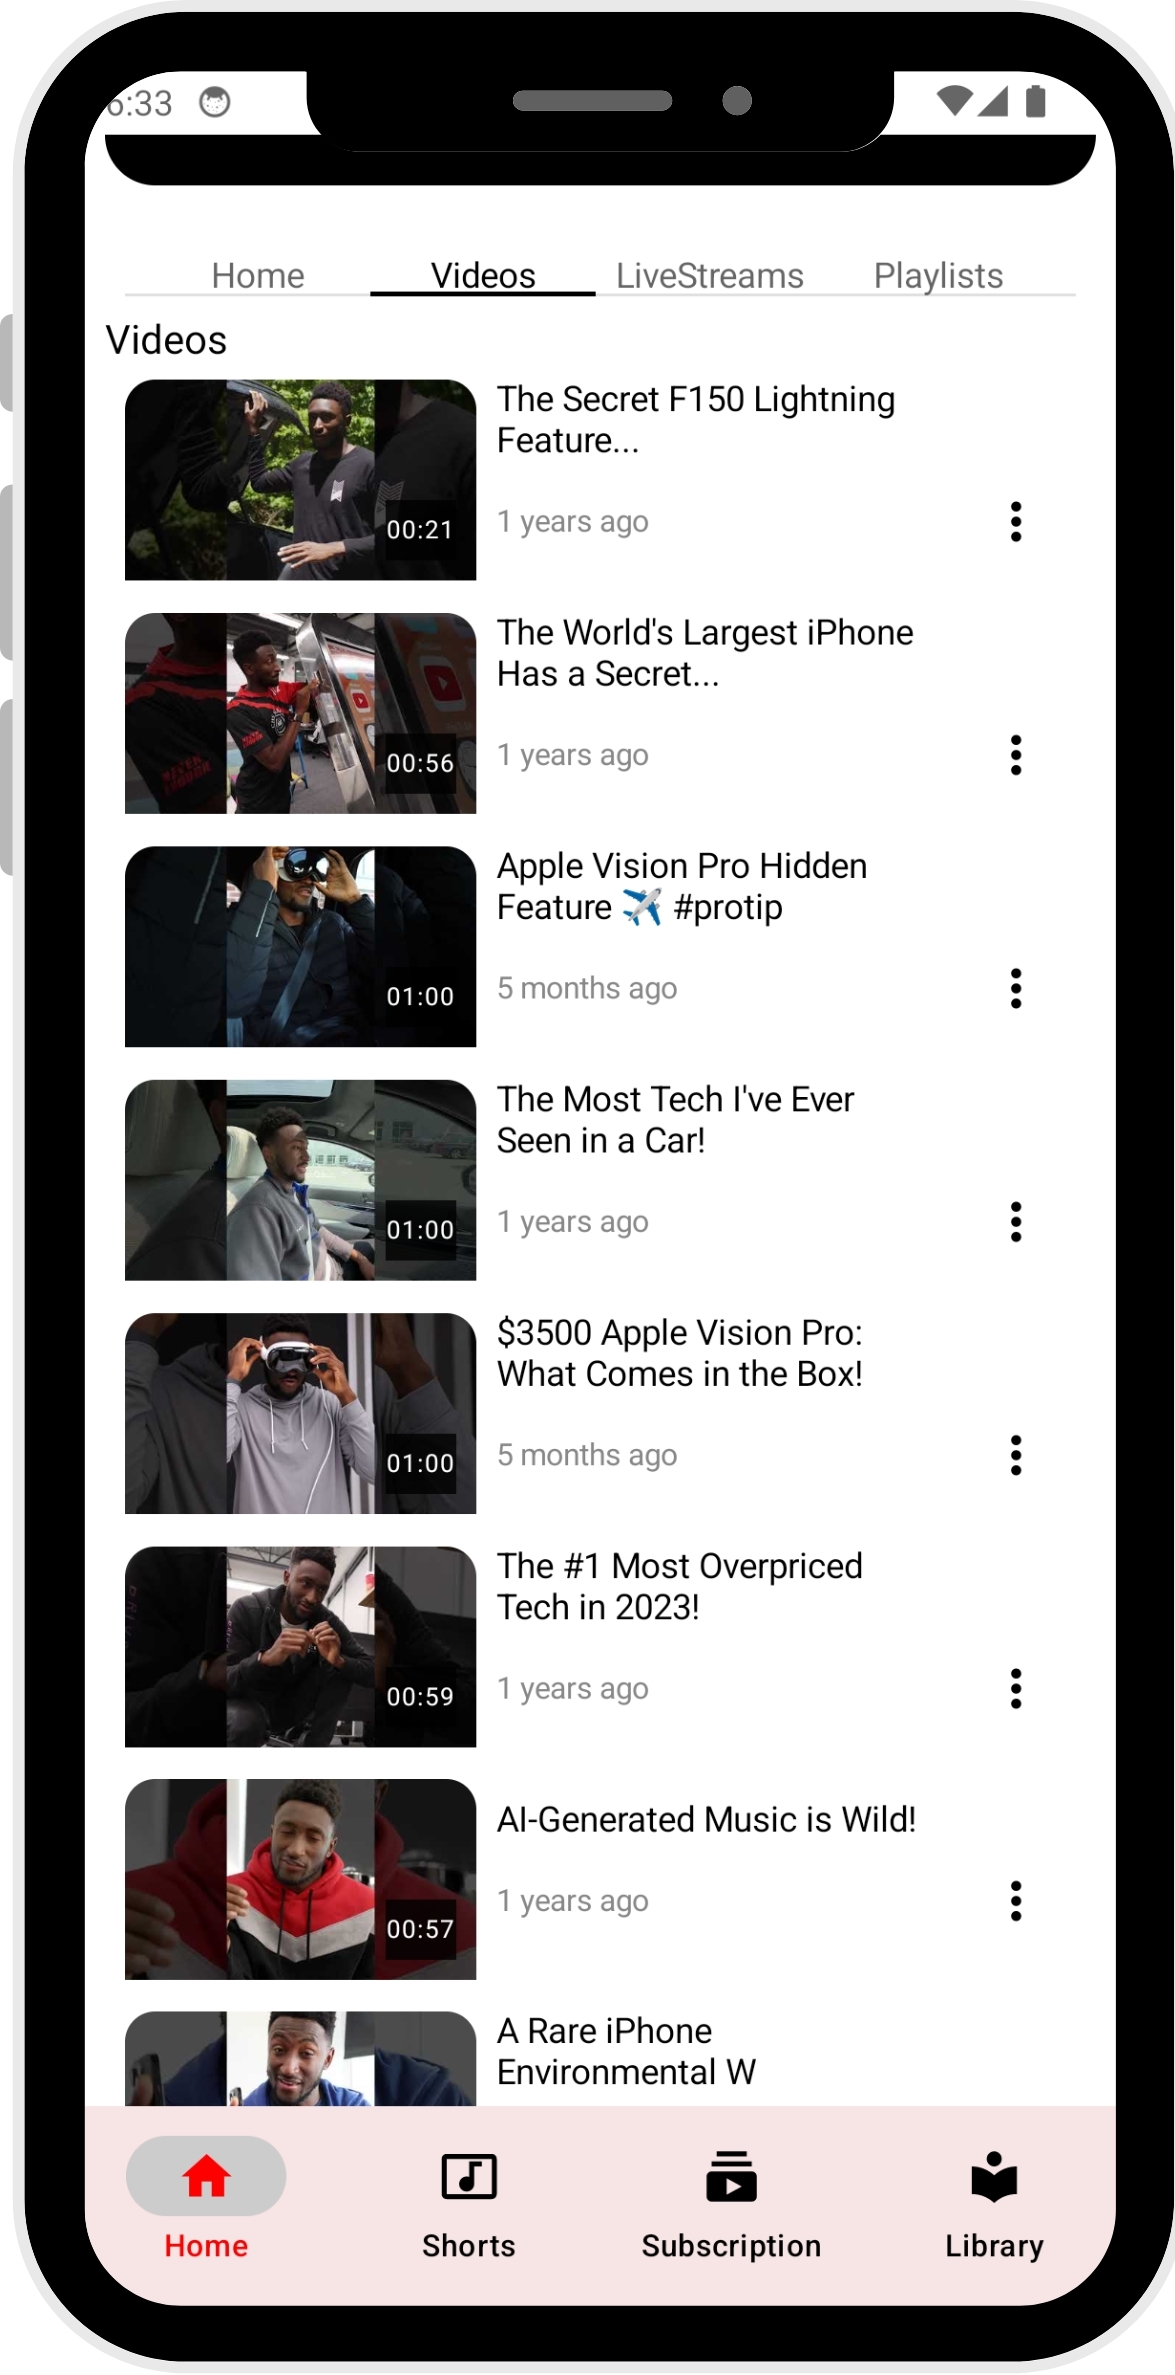 6:33
Home Videos LiveStreams Playlists
Videos
The Secret F150 Lightning
Feature...
00:21
1 years ago
The World's Largest iPhone
Has a Secret...
00:56
1 years ago
Apple Vision Pro Hidden
Feature ✈️ #protip
01:00
5 months ago
The Most Tech I've Ever
Seen in a Car!
01:00
1 years ago
$3500 Apple Vision Pro:
What Comes in the Box!
01:00
5 months ago
The #1 Most Overpriced
Tech in 2023!
00:59
1 years ago
AI-Generated Music is Wild!
00:57
1 years ago
A Rare iPhone
Environmental W
Home Shorts Subscription Library